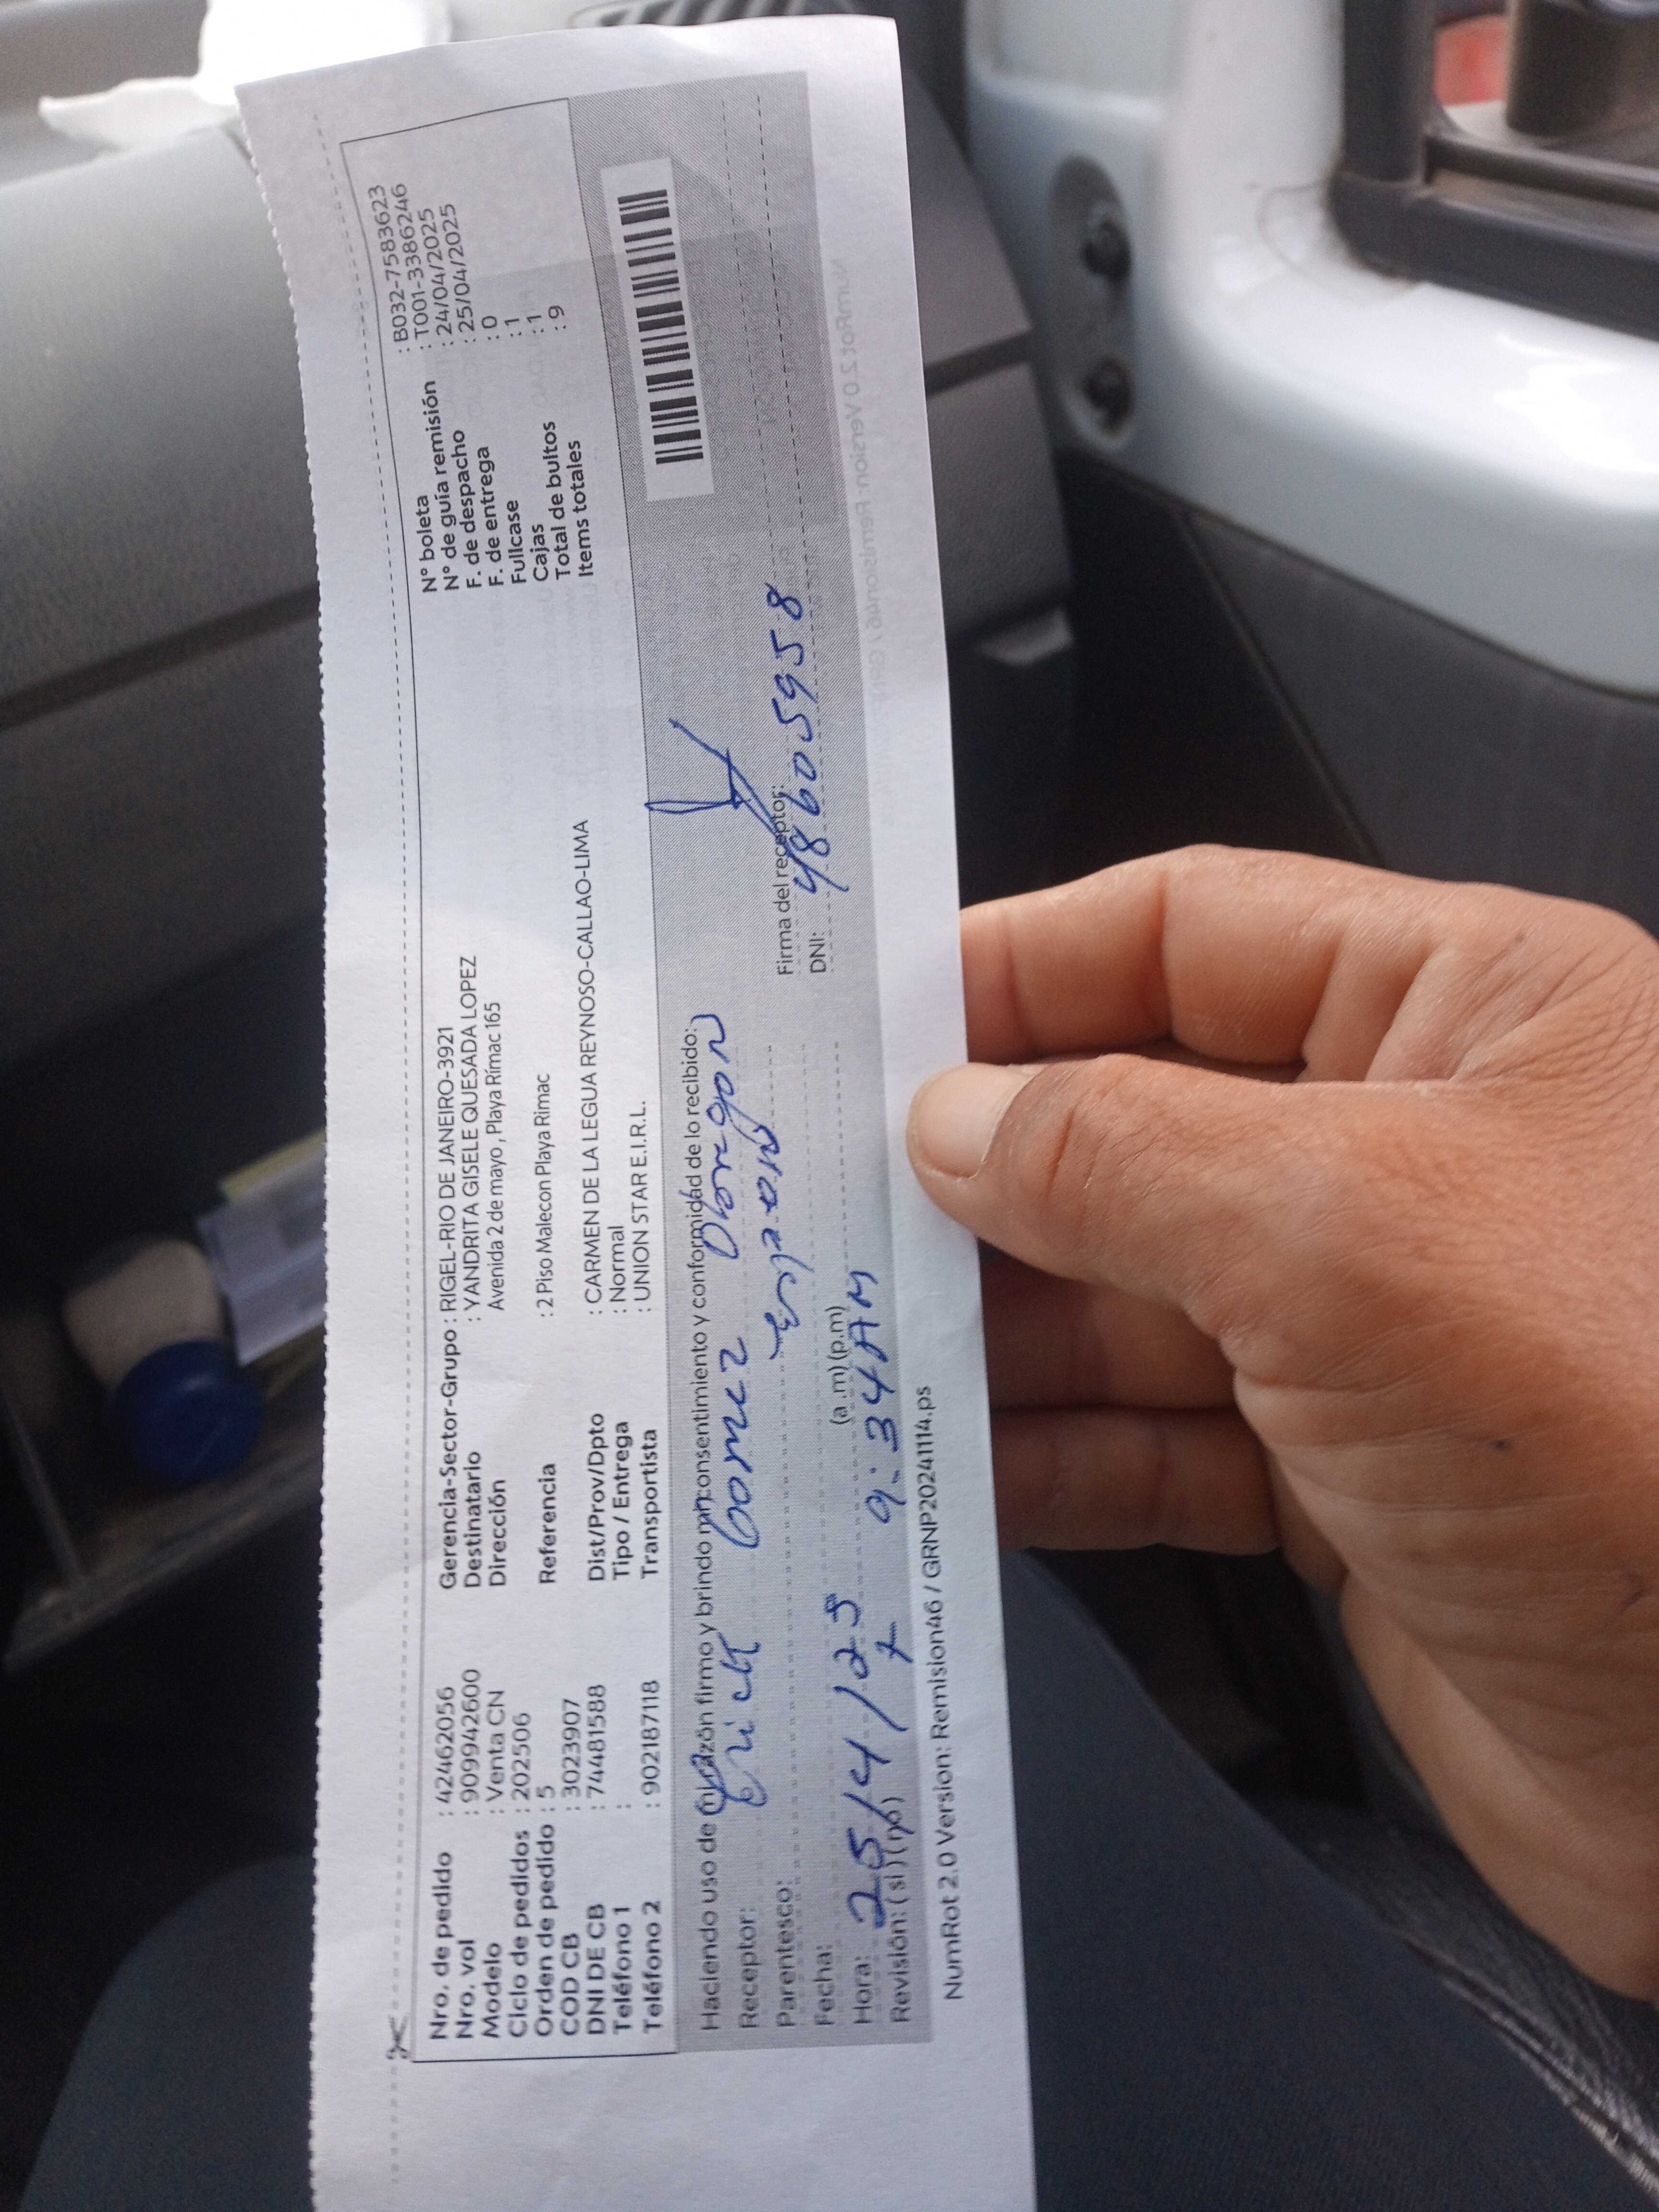 Nro. de pedido : 42462056
Nro. vol : 909942600
Modelo : Venta CN
Ciclo de pedidos : 202506
Orden de pedido : 5
COD CB : 30239907
DNI DE CB : 74481588
Teléfono 1 :
Teléfono 2 : 902187118
Gerencia-Sector-Grupo : RIGEL-RIO DE JANEIRO-3921
Destinatario : YANDRITA GISELE QUESADA LOPEZ
Dirección Avenida 2 de mayo , Playa Rímac 165
Referencia : 2 Piso Malecon Playa Rimac
Dist/Prov/Dpto : CARMEN DE LA LEGUA REYNOSO-CALLAO-LIMA
Tipo / Entrega : Normal
Transportista : UNION STAR E.I.R.L.
N° boleta : B032-7583623
N° de guía remisión : T001-3386246
F. de despacho : 24/04/2025
F. de entrega : 25/04/2025
Fullcase : 0
Cajas : 1
Total de bultos : 1
Items totales : 9
Haciendo uso de mi razón firmo y brindo mi consentimiento y conformidad de lo recibido:
Receptor: Erick Gomez Obregon
Parentesco:
Firma del receptor:
DNI: 48605958
Fecha:
(a .m) (p.m)
Hora: 25/4/25 9:34AM
Revisión: ( si ) ( no )
NumRot 2.0 Version: Remision46 / GRNP20241114.ps